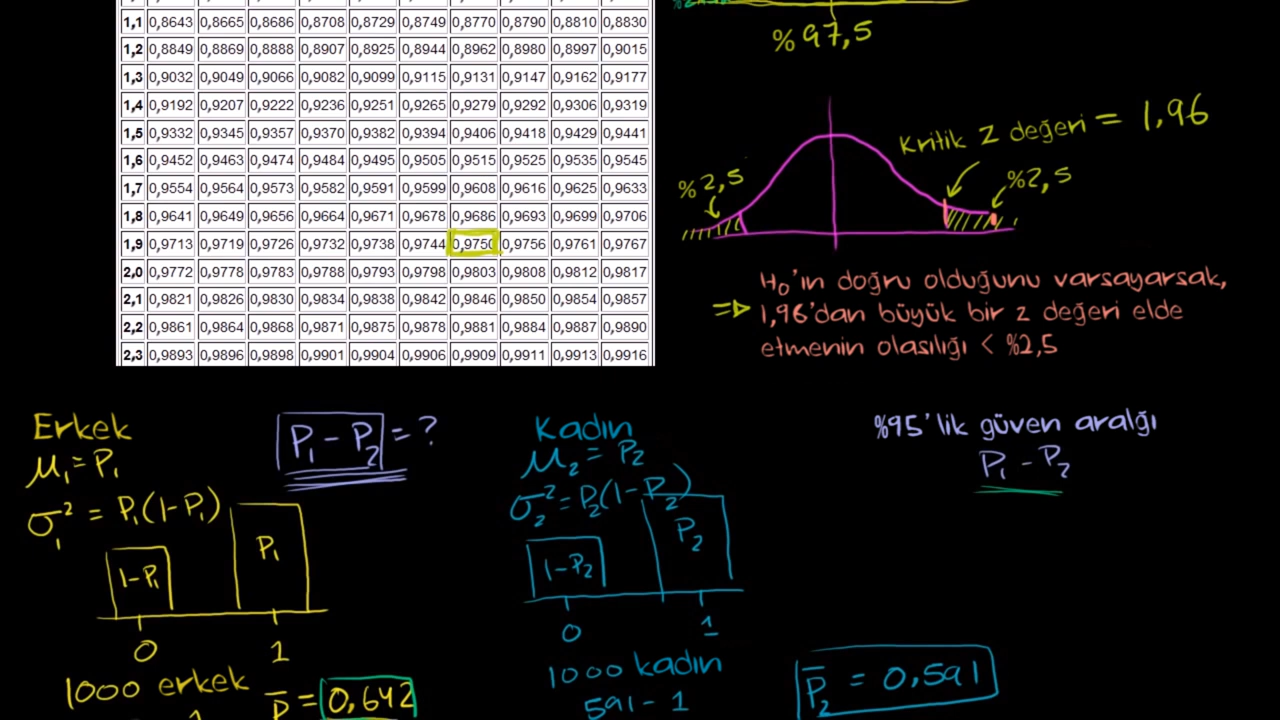 1,1 0,8643 0,8665 0,8686 0,8708 0,8729 0,8749 0,8770 0,8790 0,8810 0,8830
1,2 0,8849 0,8869 0,8888 0,8907 0,8925 0,8944 0,8962 0,8980 0,8997 0,9015
1,3 0,9032 0,9049 0,9066 0,9082 0,9099 0,9115 0,9131 0,9147 0,9162 0,9177
1,4 0,9192 0,9207 0,9222 0,9236 0,9251 0,9265 0,9279 0,9292 0,9306 0,9319
1,5 0,9332 0,9345 0,9357 0,9370 0,9382 0,9394 0,9406 0,9418 0,9429 0,9441
1,6 0,9452 0,9463 0,9474 0,9484 0,9495 0,9505 0,9515 0,9525 0,9535 0,9545
1,7 0,9554 0,9564 0,9573 0,9582 0,9591 0,9599 0,9608 0,9616 0,9625 0,9633
1,8 0,9641 0,9649 0,9656 0,9664 0,9671 0,9678 0,9686 0,9693 0,9699 0,9706
1,9 0,9713 0,9719 0,9726 0,9732 0,9738 0,9744 0,9750 0,9756 0,9761 0,9767
2,0 0,9772 0,9778 0,9783 0,9788 0,9793 0,9798 0,9803 0,9808 0,9812 0,9817
2,1 0,9821 0,9826 0,9830 0,9834 0,9838 0,9842 0,9846 0,9850 0,9854 0,9857
2,2 0,9861 0,9864 0,9868 0,9871 0,9875 0,9878 0,9881 0,9884 0,9887 0,9890
2,3 0,9893 0,9896 0,9898 0,9901 0,9904 0,9906 0,9909 0,9911 0,9913 0,9916
%97,5
Kritik z değeri = 1,96
%2,5
%2,5
H₀'ın doğru olduğunu varsayarsak,
⇒ 1,96'dan büyük bir z değeri elde
etmenin olasılığı < %2,5
Erkek
μ₁ = P₁
σ₁² = P₁(1-P₁)
1-P₁
P₁
0
1
1000 erkek
P̄ = 0,642
P₁ - P₂ = ?
Kadın
μ₂ = P₂
σ₂² = P₂(1-P₂)
1-P₂
P₂
0
1
1000 kadın
591 - 1
P̄₂ = 0,591
%95'lik güven aralğı
P₁ - P₂